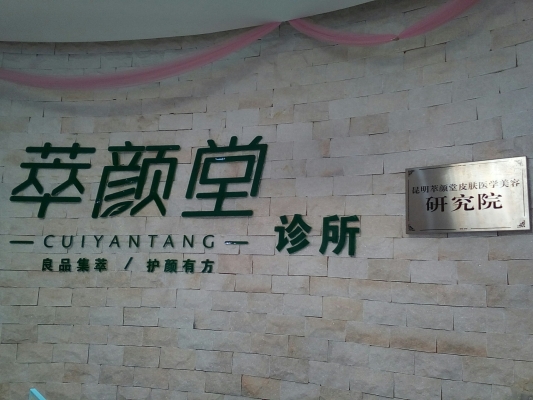 萃颜堂
CUIYANTANG
诊所
良品集萃 / 护颜有方
昆明萃颜堂皮肤医学美容
研究院